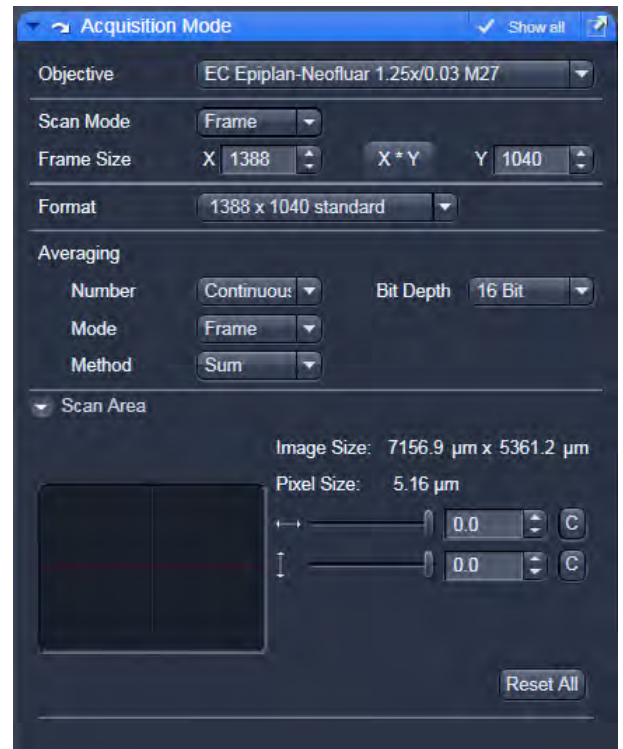 Acquisition Mode Show all
Objective EC Epiplan-Neofluar 1.25x/0.03 M27
Scan Mode Frame
Frame Size X 1388 X * Y Y 1040
Format 1388 x 1040 standard
Averaging
Number Continuou: Bit Depth 16 Bit
Mode Frame
Method Sum
Scan Area
Image Size: 7156.9 µm x 5361.2 µm
Pixel Size: 5.16 µm
0.0 C
0.0 C
Reset All